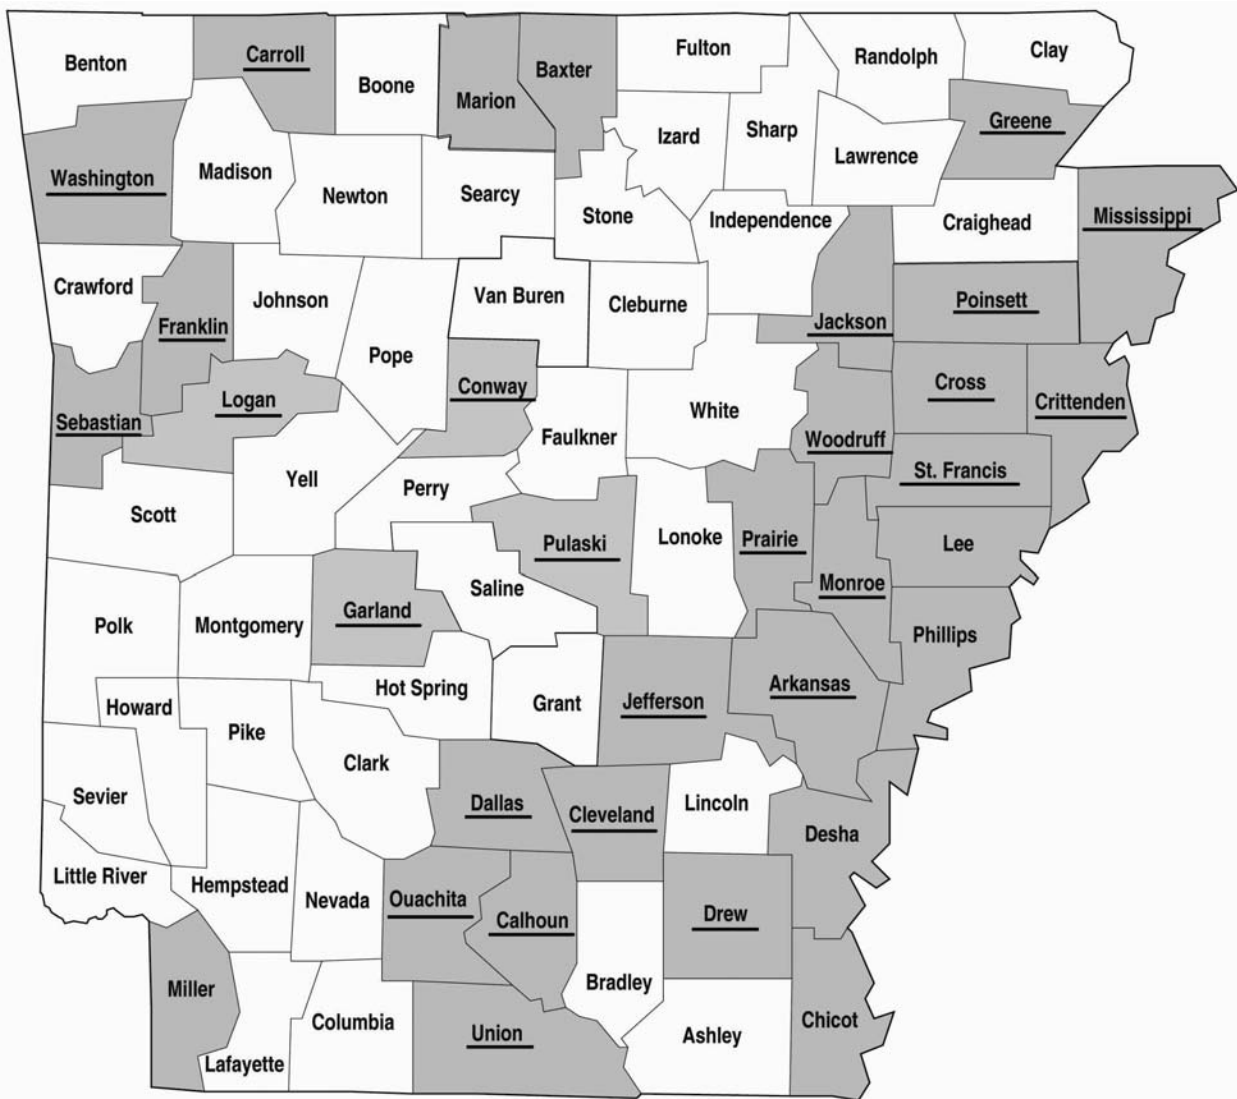 Benton
Carroll
Boone
Marion
Baxter
Fulton
Randolph
Clay
Greene
Sharp
Izard
Lawrence
Washington
Madison
Newton
Searcy
Stone
Independence
Craighead
Mississippi
Crawford
Franklin
Johnson
Pope
Van Buren
Cleburne
Jackson
Poinsett
Sebastian
Logan
Conway
Faulkner
White
Woodruff
Cross
Crittenden
Scott
Yell
Perry
Pulaski
Lonoke
Prairie
St. Francis
Lee
Monroe
Phillips
Polk
Montgomery
Garland
Saline
Hot Spring
Grant
Jefferson
Arkansas
Howard
Pike
Clark
Sevier
Dallas
Cleveland
Lincoln
Desha
Little River
Hempstead
Nevada
Ouachita
Calhoun
Bradley
Drew
Miller
Lafayette
Columbia
Union
Ashley
Chicot